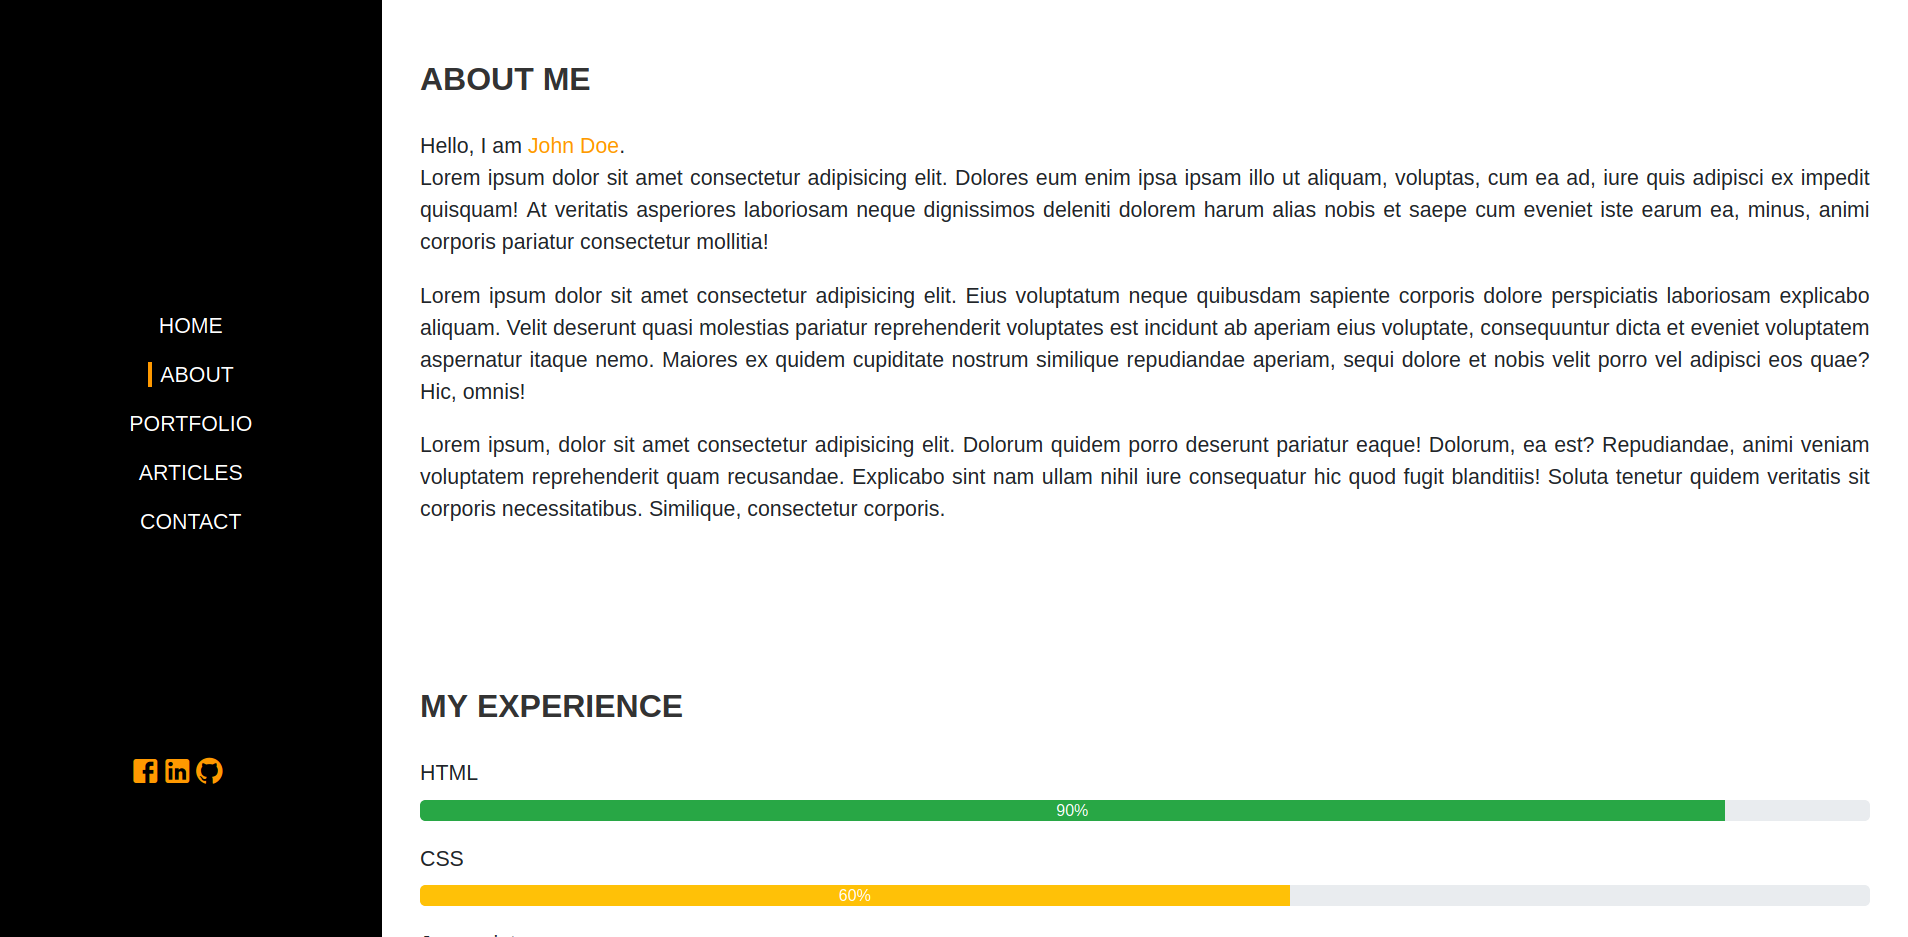 HOME
ABOUT
PORTFOLIO
ARTICLES
CONTACT
ABOUT ME
Hello, I am John Doe.
Lorem ipsum dolor sit amet consectetur adipisicing elit. Dolores eum enim ipsa ipsam illo ut aliquam, voluptas, cum ea ad, iure quis adipisci ex impedit
quisquam! At veritatis asperiores laboriosam neque dignissimos deleniti dolorem harum alias nobis et saepe cum eveniet iste earum ea, minus, animi
corporis pariatur consectetur mollitia!
Lorem ipsum dolor sit amet consectetur adipisicing elit. Eius voluptatum neque quibusdam sapiente corporis dolore perspiciatis laboriosam explicabo
aliquam. Velit deserunt quasi molestias pariatur reprehenderit voluptates est incidunt ab aperiam eius voluptate, consequuntur dicta et eveniet voluptatem
aspernatur itaque nemo. Maiores ex quidem cupiditate nostrum similique repudiandae aperiam, sequi dolore et nobis velit porro vel adipisci eos quae?
Hic, omnis!
Lorem ipsum, dolor sit amet consectetur adipisicing elit. Dolorum quidem porro deserunt pariatur eaque! Dolorum, ea est? Repudiandae, animi veniam
voluptatem reprehenderit quam recusandae. Explicabo sint nam ullam nihil iure consequatur hic quod fugit blanditiis! Soluta tenetur quidem veritatis sit
corporis necessitatibus. Similique, consectetur corporis.
MY EXPERIENCE
HTML
90%
CSS
60%